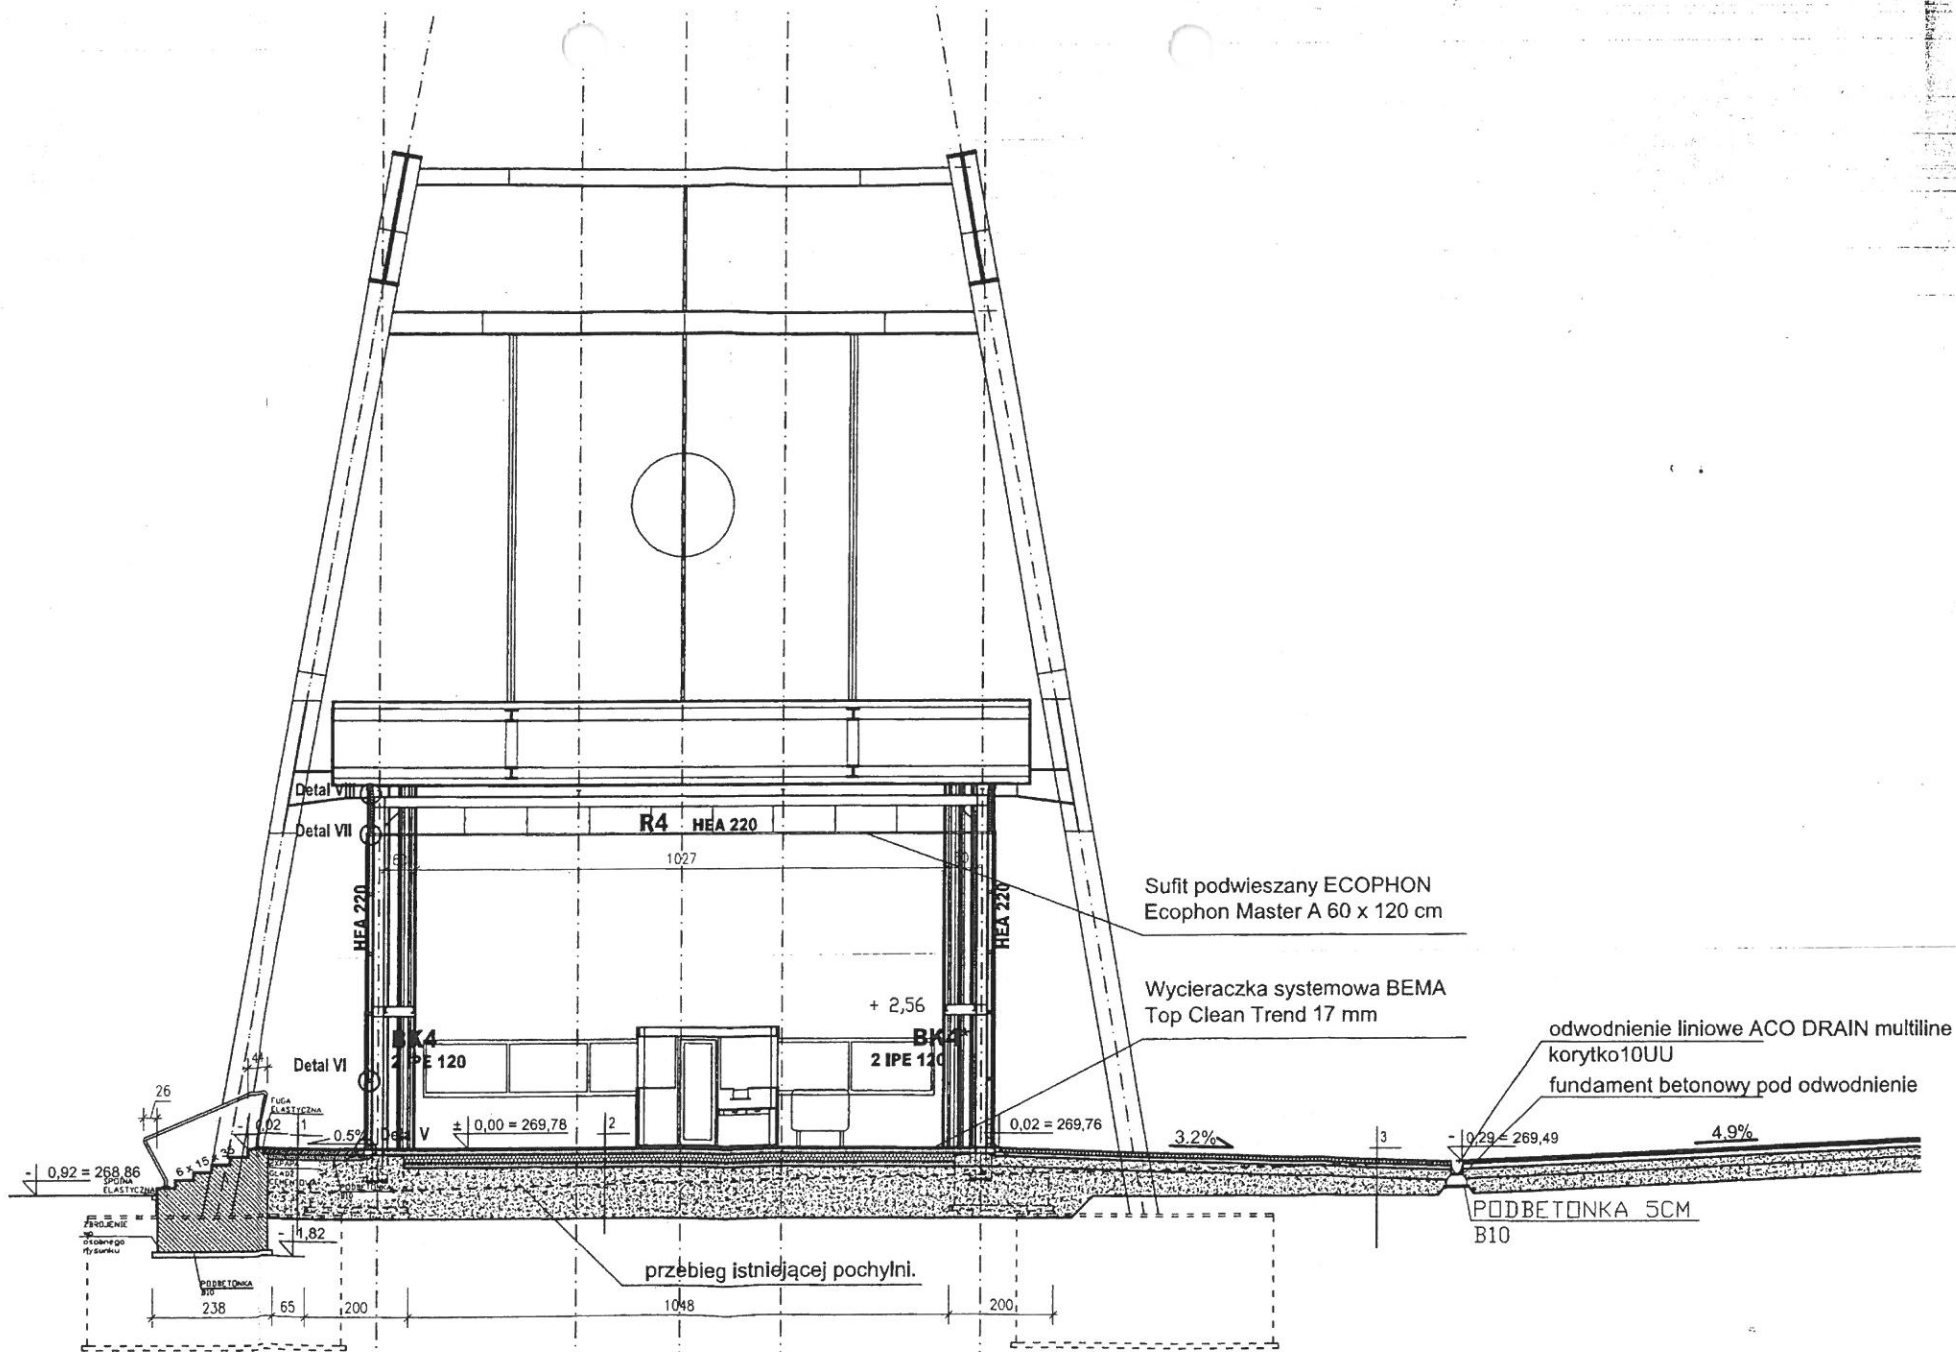 Detal VIII
R4 HEA 220
Detal VII
1027
HEA 220
HEA 220
Sufit podwieszany ECOPHON
Ecophon Master A 60 x 120 cm
Wycieraczka systemowa BEMA
Top Clean Trend 17 mm
+ 2,56
BK4
2 IPE 120
BK4*
2 IPE 120
odwodnienie liniowe ACO DRAIN multiline
korytko10UU
fundament betonowy pod odwodnienie
44
Detal VI
26
FUGA
ELASTYCZNA
- 0,02
1
0.5%
Detal V
± 0,00 = 269,78
2
0,02 = 269,76
3.2%
3
- 0,29 = 269,49
4,9%
6 x 15 x 35
- 0,92 = 268,86
SPOINA
ELASTYCZNA
ZBROJENIE
osobnego
rysunku
- 1,82
PODBETONKA 5CM
B10
przebieg istniejącej pochylni.
PODBETONKA
B10
238
65
200
1048
200